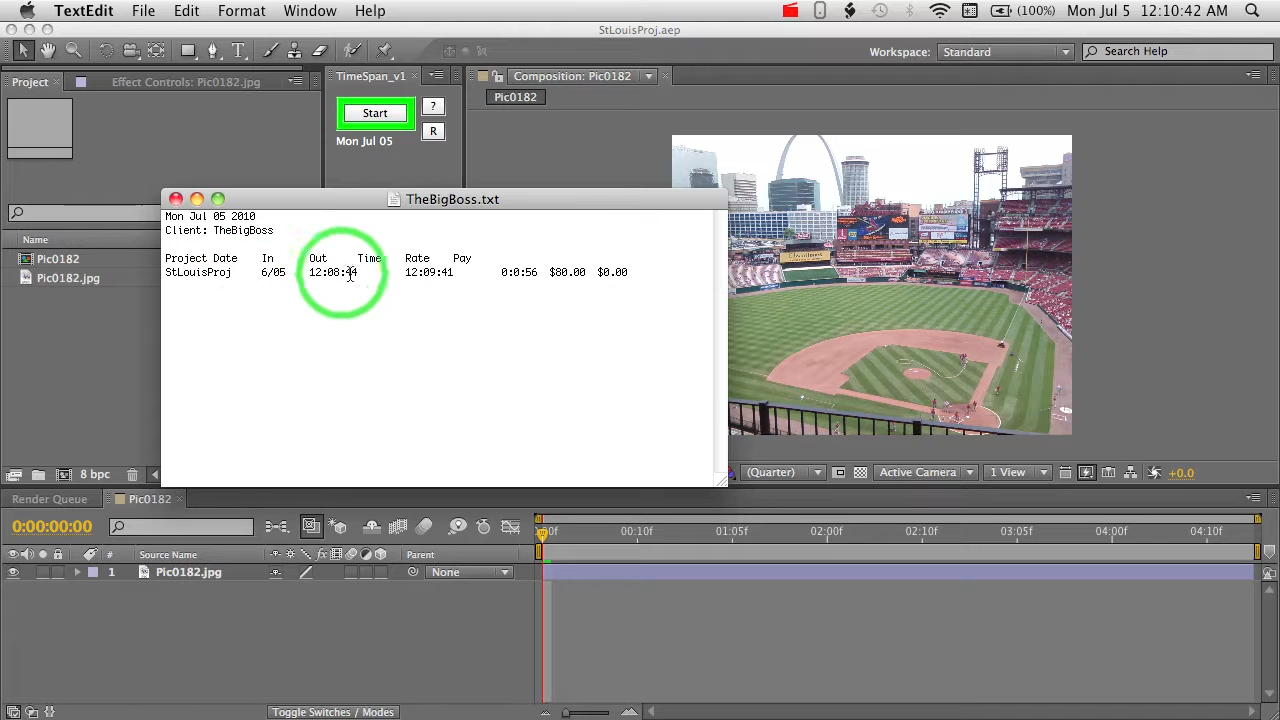 TextEdit File Edit Format Window Help (100%) Mon Jul 5 12:10:42 AM
StLouisProj.aep
Workspace: Standard Search Help
Project Effect Controls: Pic0182.jpg TimeSpan_v1 Composition: Pic0182
Start ? Pic0182
R
Mon Jul 05
TheBigBoss.txt
Mon Jul 05 2010
Client: TheBigBoss
Project Date In Out Time Rate Pay
StLouisProj 6/05 12:08:44 12:09:41 0:0:56 $80.00 $0.00
Name
Pic0182
Pic0182.jpg
8 bpc (Quarter) Active Camera 1 View +0.0
Render Queue Pic0182
0:00:00:00 00f 00:10f 01:05f 02:00f 03:05f 04:00f 04:10f
# Source Name fx Parent
1 Pic0182.jpg None
Toggle Switches / Modes